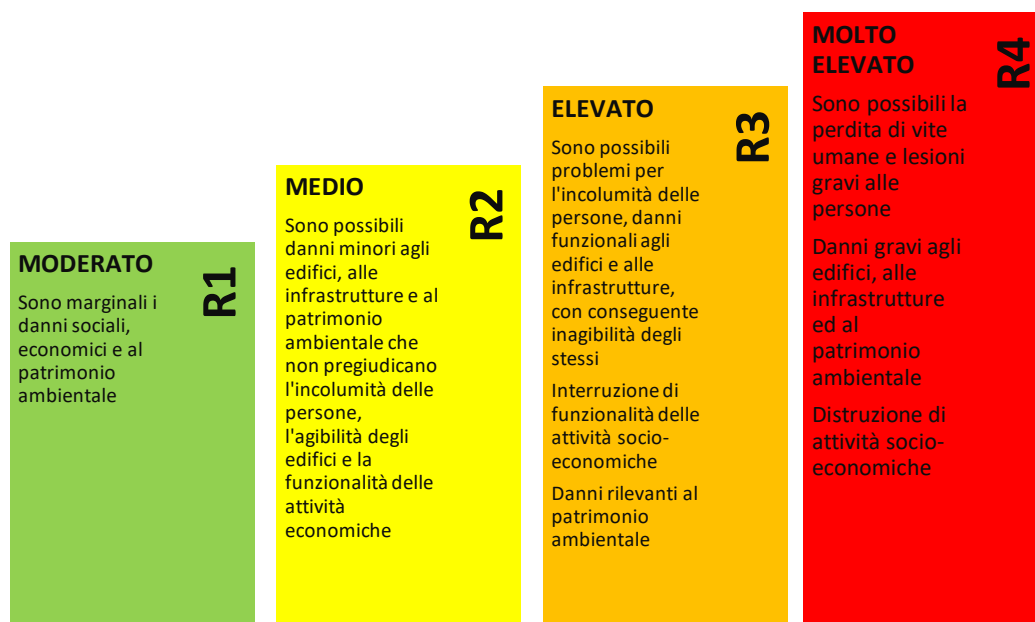 MODERATO
R1
Sono marginali i
danni sociali,
economici e al
patrimonio
ambientale
MEDIO
R2
Sono possibili
danni minori agli
edifici, alle
infrastrutture e al
patrimonio
ambientale che
non pregiudicano
l'incolumità delle
persone,
l'agibilità degli
edifici e la
funzionalità delle
attività
economiche
ELEVATO
R3
Sono possibili
problemi per
l'incolumità delle
persone, danni
funzionali agli
edifici e alle
infrastrutture,
con conseguente
inagibilità degli
stessi
Interruzione di
funzionalità delle
attività socio-
economiche
Danni rilevanti al
patrimonio
ambientale
MOLTO
ELEVATO
R4
Sono possibili la
perdita di vite
umane e lesioni
gravi alle
persone
Danni gravi agli
edifici, alle
infrastrutture
ed al
patrimonio
ambientale
Distruzione di
attività socio-
economiche